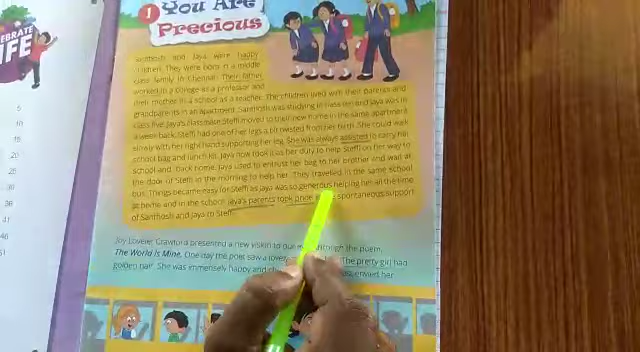 CELEBRATE
LIFE
5
10
15
20
25
36
41
46
51
1 You Are
Precious
Santhosh and Jaya were happy
children. They were born in a middle
class family in Chennai. Their father
worked in a college as a professor and
their mother in a school as a teacher. The children lived with their parents and
grandparents in an apartment. Santhosh was studying in class ten and Jaya was in
class five. Jaya's classmate Steffi moved to their new home in the same apartment
a week back. Steffi had one of her legs a bit twisted from her birth. She could walk
slowly with her right hand supporting her leg. She was always assisted to carry her
school bag and lunch kit. Jaya now took it as her duty to help Steffi on her way to
school and back home. Jaya used to entrust her bag to her brother and wait at
the door of Steffi in the morning to help her. They travelled in the same school
bus. Things became easy for Steffi as Jaya was so generous helping her all the time
at home and in the school. Jaya's parents took pride spontaneous support
of Santhosh and Jaya to Steffi.
Joy Lovelet Crawford presented a new vision to our through the poem,
The World is Mine. One day the poet saw a The pretty girl had
golden hair. She was immensely happy and envied her